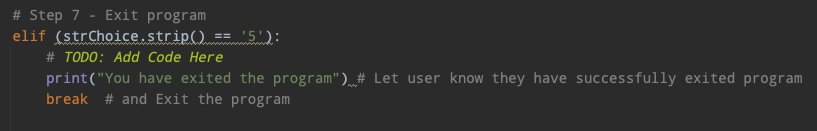 # Step 7 - Exit program
elif (strChoice.strip() == '5'):
    # TODO: Add Code Here
    print("You have exited the program") # Let user know they have successfully exited program
    break  # and Exit the program